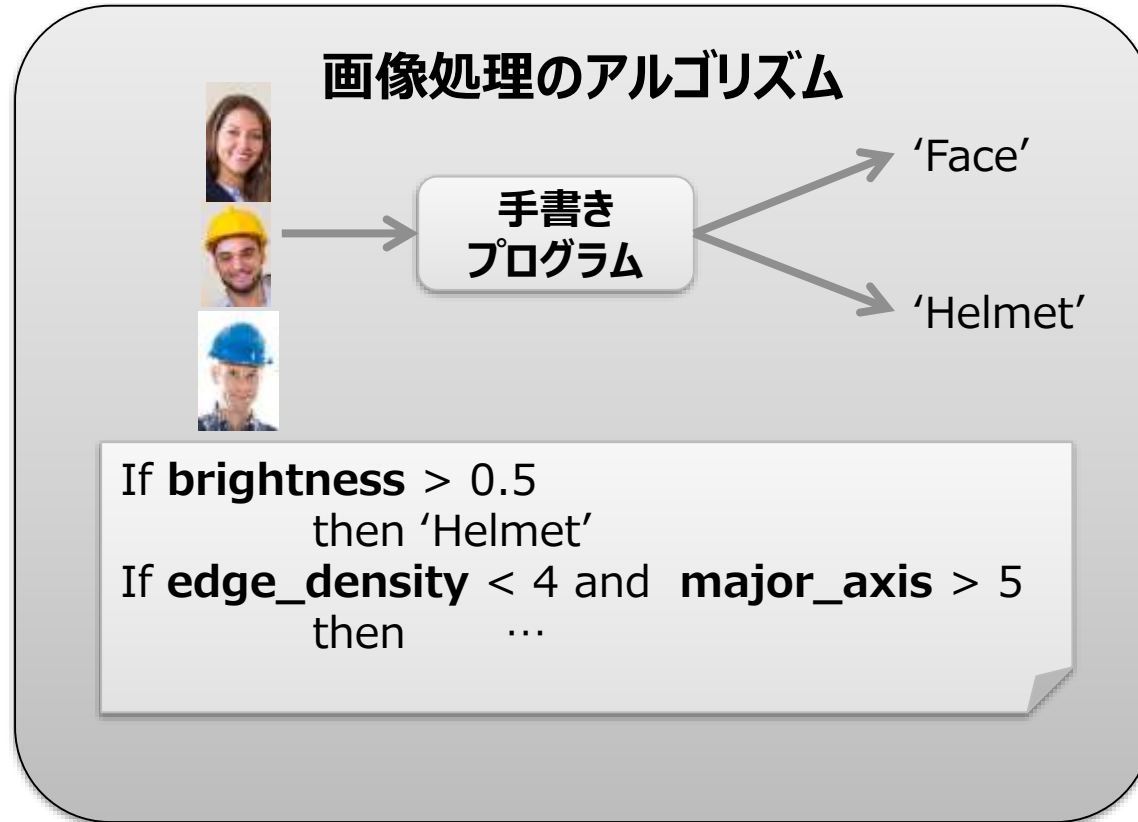 画像処理のアルゴリズム
‘Face’
手書き
プログラム
‘Helmet’
If brightness > 0.5
then ‘Helmet’
If edge_density < 4 and major_axis > 5
then …